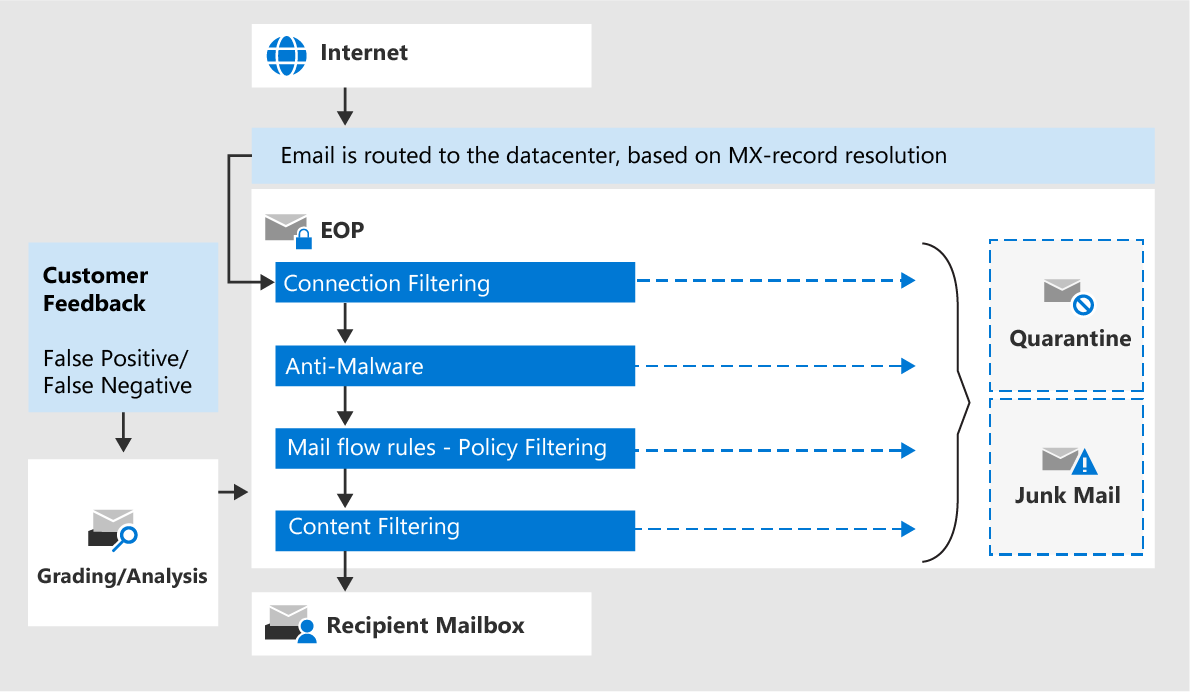 Internet
Email is routed to the datacenter, based on MX-record resolution
EOP
Connection Filtering
Anti-Malware
Mail flow rules - Policy Filtering
Content Filtering
Quarantine
Junk Mail
Customer
Feedback
False Positive/
False Negative
Grading/Analysis
Recipient Mailbox